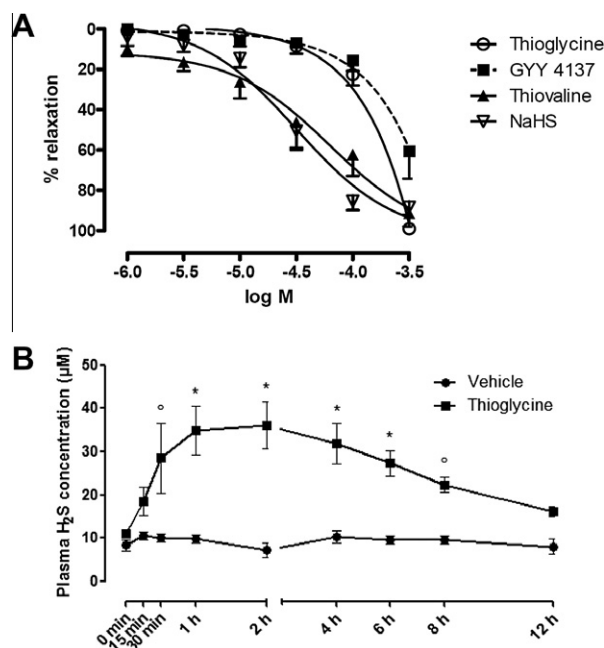 A
0
20
40
60
80
100
% relaxation
-6.0 -5.5 -5.0 -4.5 -4.0 -3.5
log M
Thioglycine
GYY 4137
Thiovaline
NaHS
B
50
40
30
20
10
0
Plasma H₂S concentration (µM)
° * * * * °
Vehicle
Thioglycine
0 min 15 min 30 min 1 h 2 h 4 h 6 h 8 h 12 h